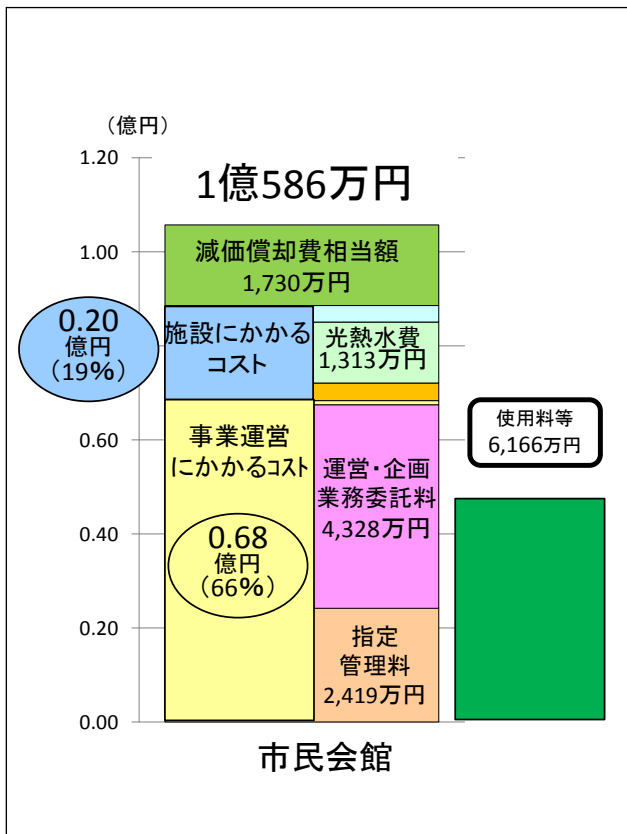 （億円）
1.20
1.00
0.60
0.40
0.20
0.00
1億586万円
減価償却費相当額
1,730万円
0.20
億円
（19%）
施設にかかる
コスト
光熱水費
1,313万円
事業運営
にかかるコスト
0.68
億円
（66%）
運営・企画
業務委託料
4,328万円
指定
管理料
2,419万円
使用料等
6,166万円
市民会館